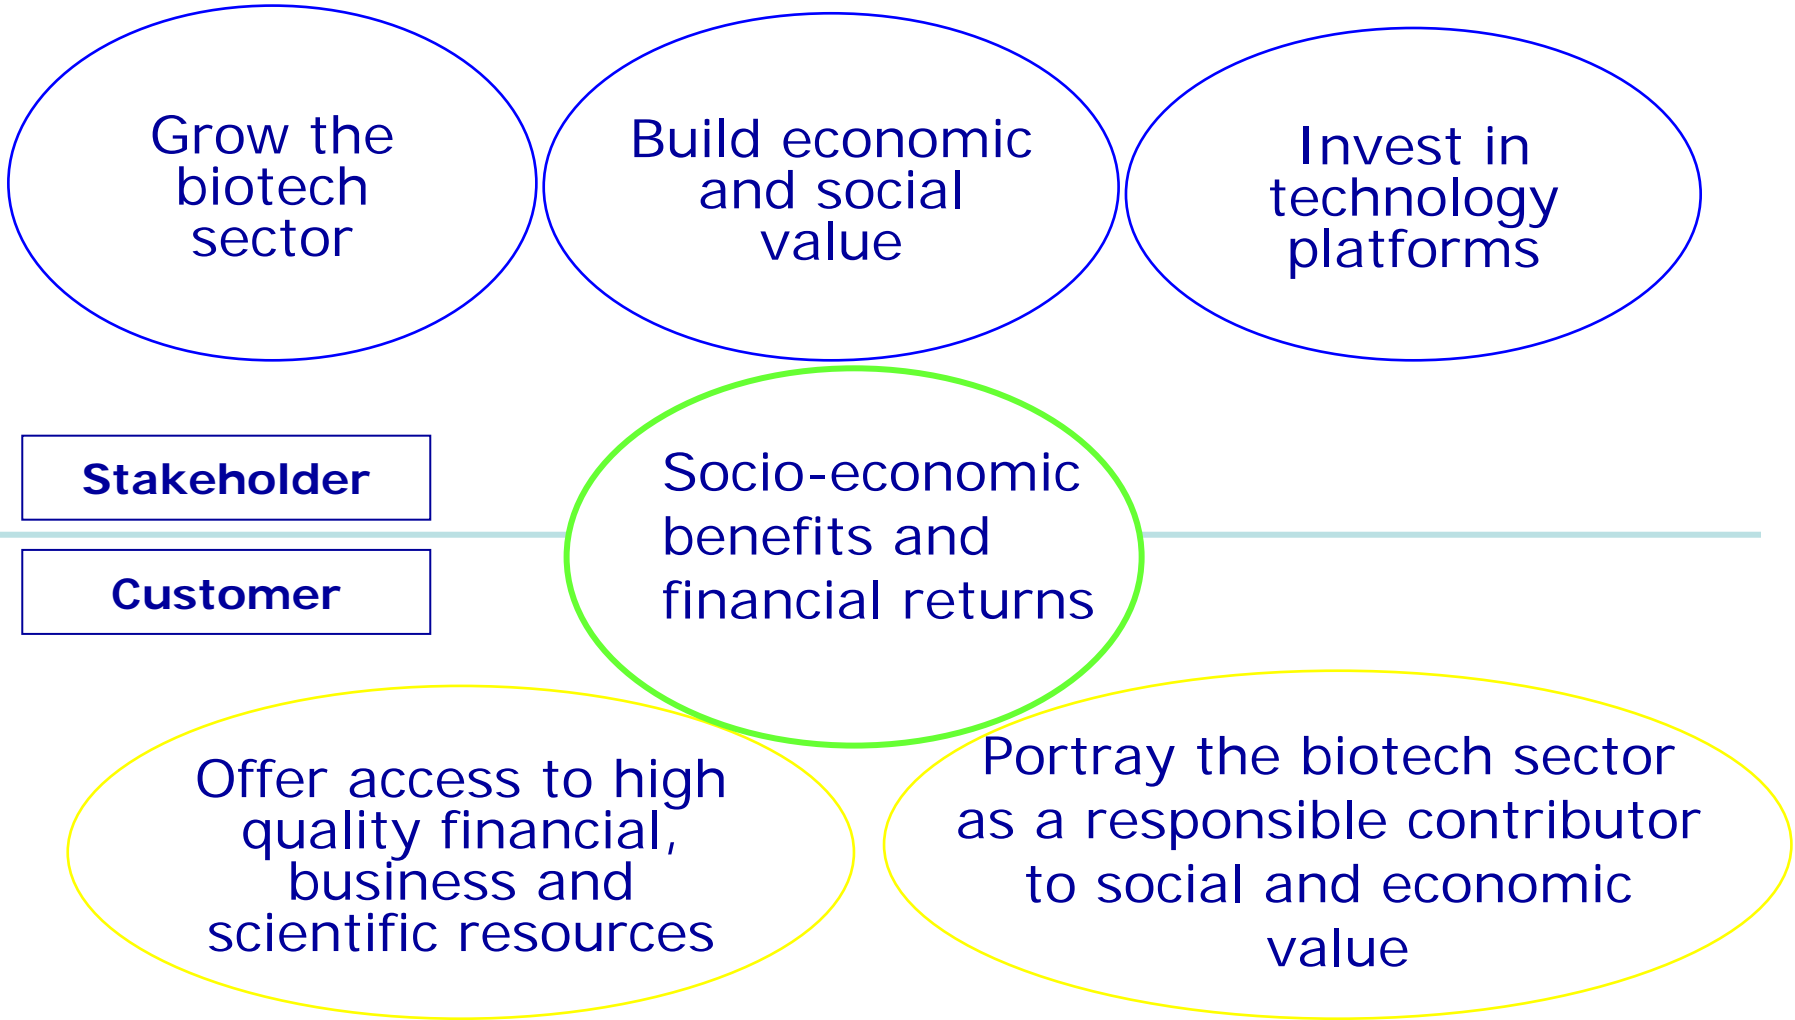 Grow the
biotech
sector
Build economic
and social
value
Invest in
technology
platforms
Stakeholder
Customer
Socio-economic
benefits and
financial returns
Offer access to high
quality financial,
business and
scientific resources
Portray the biotech sector
as a responsible contributor
to social and economic
value